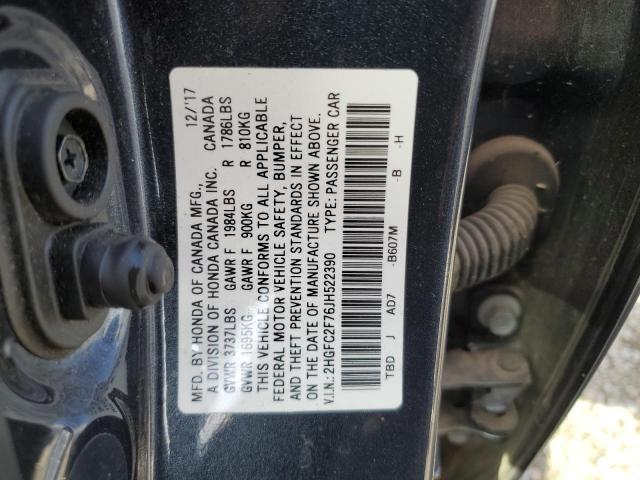 MFD. BY HONDA OF CANADA MFG., 12/'17
A DIVISION OF HONDA CANADA INC. CANADA
GVWR 3737LBS GAWR F 1984LBS R 1786LBS
GVWR 1695KG GAWR F 900KG R 810KG
THIS VEHICLE CONFORMS TO ALL APPLICABLE
FEDERAL MOTOR VEHICLE SAFETY, BUMPER,
AND THEFT PREVENTION STANDARDS IN EFFECT
ON THE DATE OF MANUFACTURE SHOWN ABOVE.
V.I.N.: 2HGFC2F76JH522390 TYPE: PASSENGER CAR
TBD J AD7 -B607M -B -H